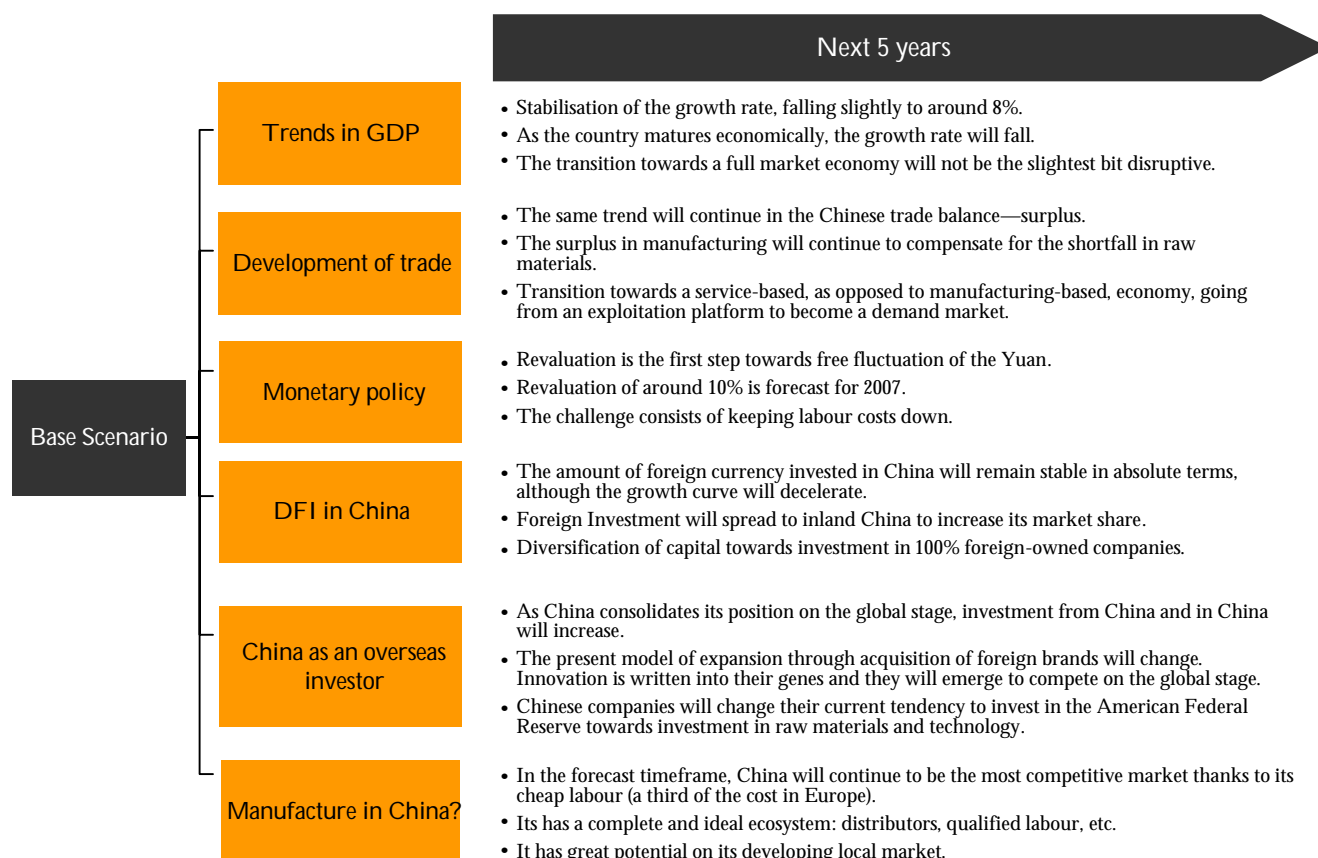 Next 5 years
Trends in GDP
• Stabilisation of the growth rate, falling slightly to around 8%.
• As the country matures economically, the growth rate will fall.
• The transition towards a full market economy will not be the slightest bit disruptive.
Development of trade
• The same trend will continue in the Chinese trade balance—surplus.
• The surplus in manufacturing will continue to compensate for the shortfall in raw
materials.
• Transition towards a service-based, as opposed to manufacturing-based, economy, going
from an exploitation platform to become a demand market.
Base Scenario
Monetary policy
• Revaluation is the first step towards free fluctuation of the Yuan.
• Revaluation of around 10% is forecast for 2007.
• The challenge consists of keeping labour costs down.
DFI in China
• The amount of foreign currency invested in China will remain stable in absolute terms,
although the growth curve will decelerate.
• Foreign Investment will spread to inland China to increase its market share.
• Diversification of capital towards investment in 100% foreign-owned companies.
China as an overseas
investor
• As China consolidates its position on the global stage, investment from China and in China
will increase.
• The present model of expansion through acquisition of foreign brands will change.
Innovation is written into their genes and they will emerge to compete on the global stage.
• Chinese companies will change their current tendency to invest in the American Federal
Reserve towards investment in raw materials and technology.
Manufacture in China?
• In the forecast timeframe, China will continue to be the most competitive market thanks to its
cheap labour (a third of the cost in Europe).
• Its has a complete and ideal ecosystem: distributors, qualified labour, etc.
• It has great potential on its developing local market.